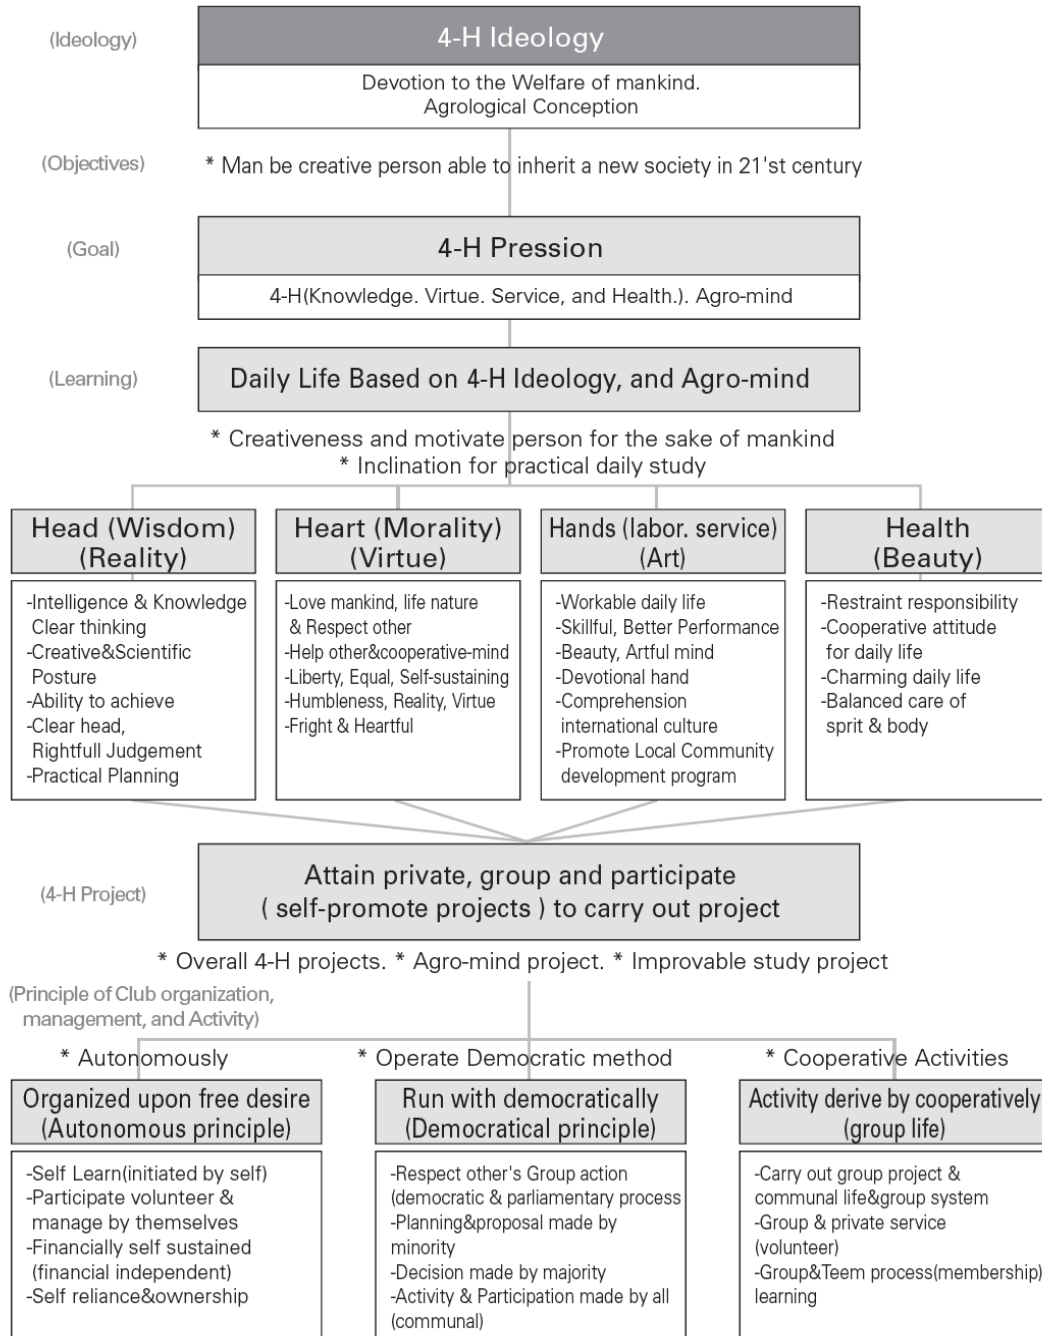 (Ideology)
4-H Ideology
Devotion to the Welfare of mankind.
Agrological Conception
(Objectives)
* Man be creative person able to inherit a new society in 21'st century
(Goal)
4-H Pression
4-H(Knowledge. Virtue. Service, and Health.). Agro-mind
(Learning)
Daily Life Based on 4-H Ideology, and Agro-mind
* Creativeness and motivate person for the sake of mankind
* Inclination for practical daily study
Head (Wisdom)
(Reality)
-Intelligence & Knowledge
Clear thinking
-Creative&Scientific
Posture
-Ability to achieve
-Clear head,
Rightfull Judgement
-Practical Planning
Heart (Morality)
(Virtue)
-Love mankind, life nature
& Respect other
-Help other&cooperative-mind
-Liberty, Equal, Self-sustaining
-Humbleness, Reality, Virtue
-Fright & Heartful
Hands (labor. service)
(Art)
-Workable daily life
-Skillful, Better Performance
-Beauty, Artful mind
-Devotional hand
-Comprehension
international culture
-Promote Local Community
development program
Health
(Beauty)
-Restraint responsibility
-Cooperative attitude
for daily life
-Charming daily life
-Balanced care of
sprit & body
(4-H Project)
Attain private, group and participate
( self-promote projects ) to carry out project
* Overall 4-H projects. * Agro-mind project. * Improvable study project
(Principle of Club organization,
management, and Activity)
* Autonomously
Organized upon free desire
(Autonomous principle)
-Self Learn(initiated by self)
-Participate volunteer &
manage by themselves
-Financially self sustained
(financial independent)
-Self reliance&ownership
* Operate Democratic method
Run with democratically
(Democratical principle)
-Respect other's Group action
(democratic & parliamentary process
-Planning&proposal made by
minority
-Decision made by majority
-Activity & Participation made by all
(communal)
* Cooperative Activities
Activity derive by cooperatively
(group life)
-Carry out group project &
communal life&group system
-Group & private service
(volunteer)
-Group&Teem process(membership)
learning